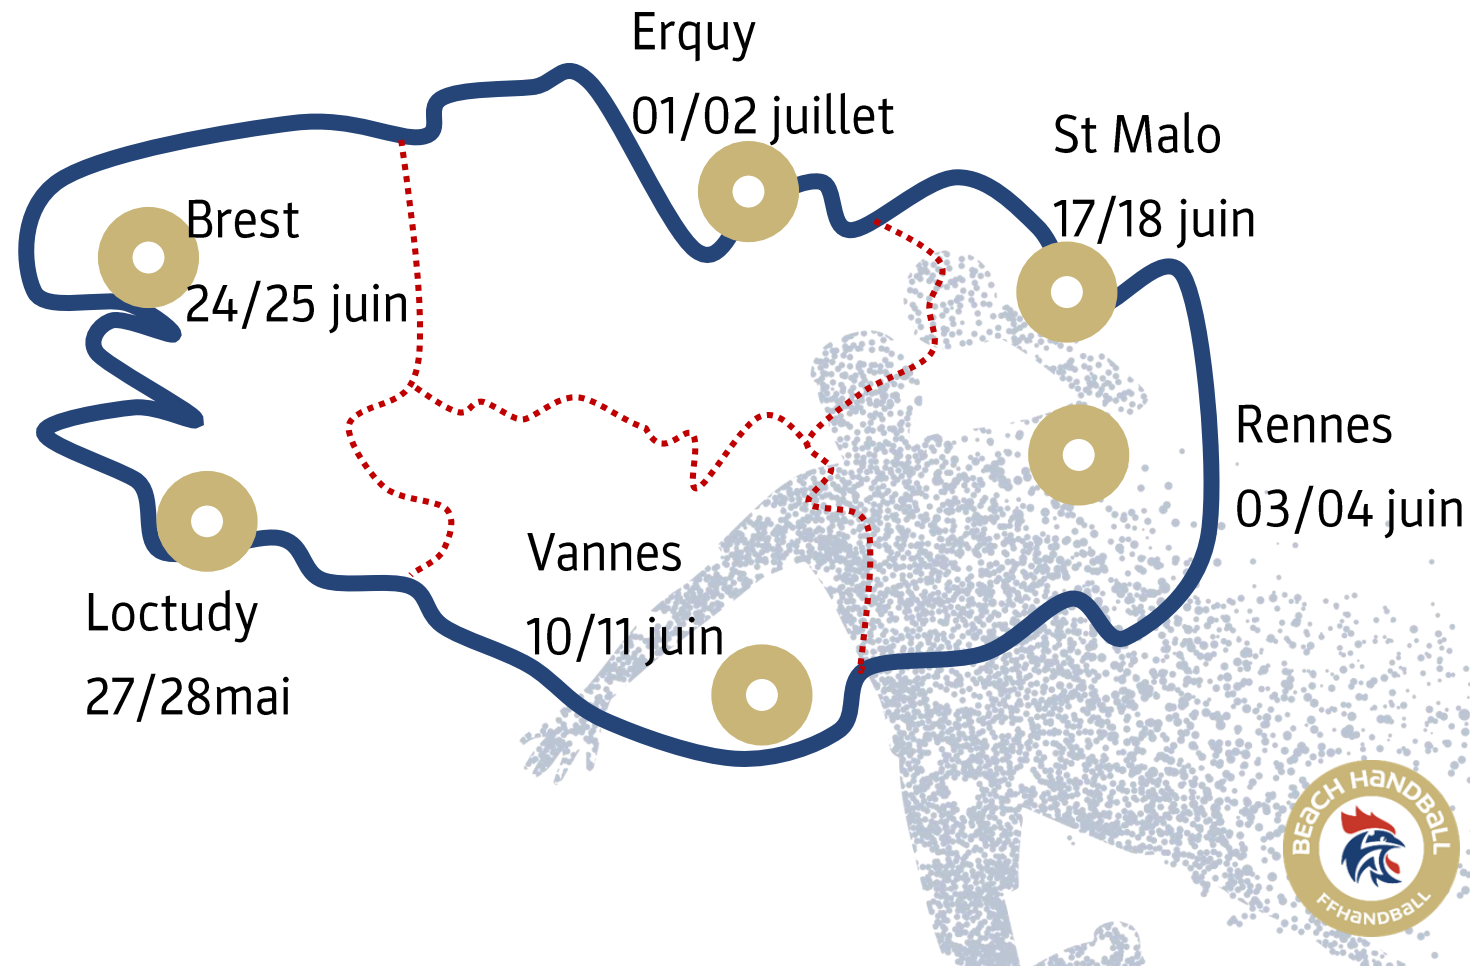 Erquy
01/02 juillet
St Malo
17/18 juin
Brest
24/25 juin
Rennes
03/04 juin
Vannes
10/11 juin
Loctudy
27/28mai
BEaCH HaNDBaLL
FFHaNDBaLL